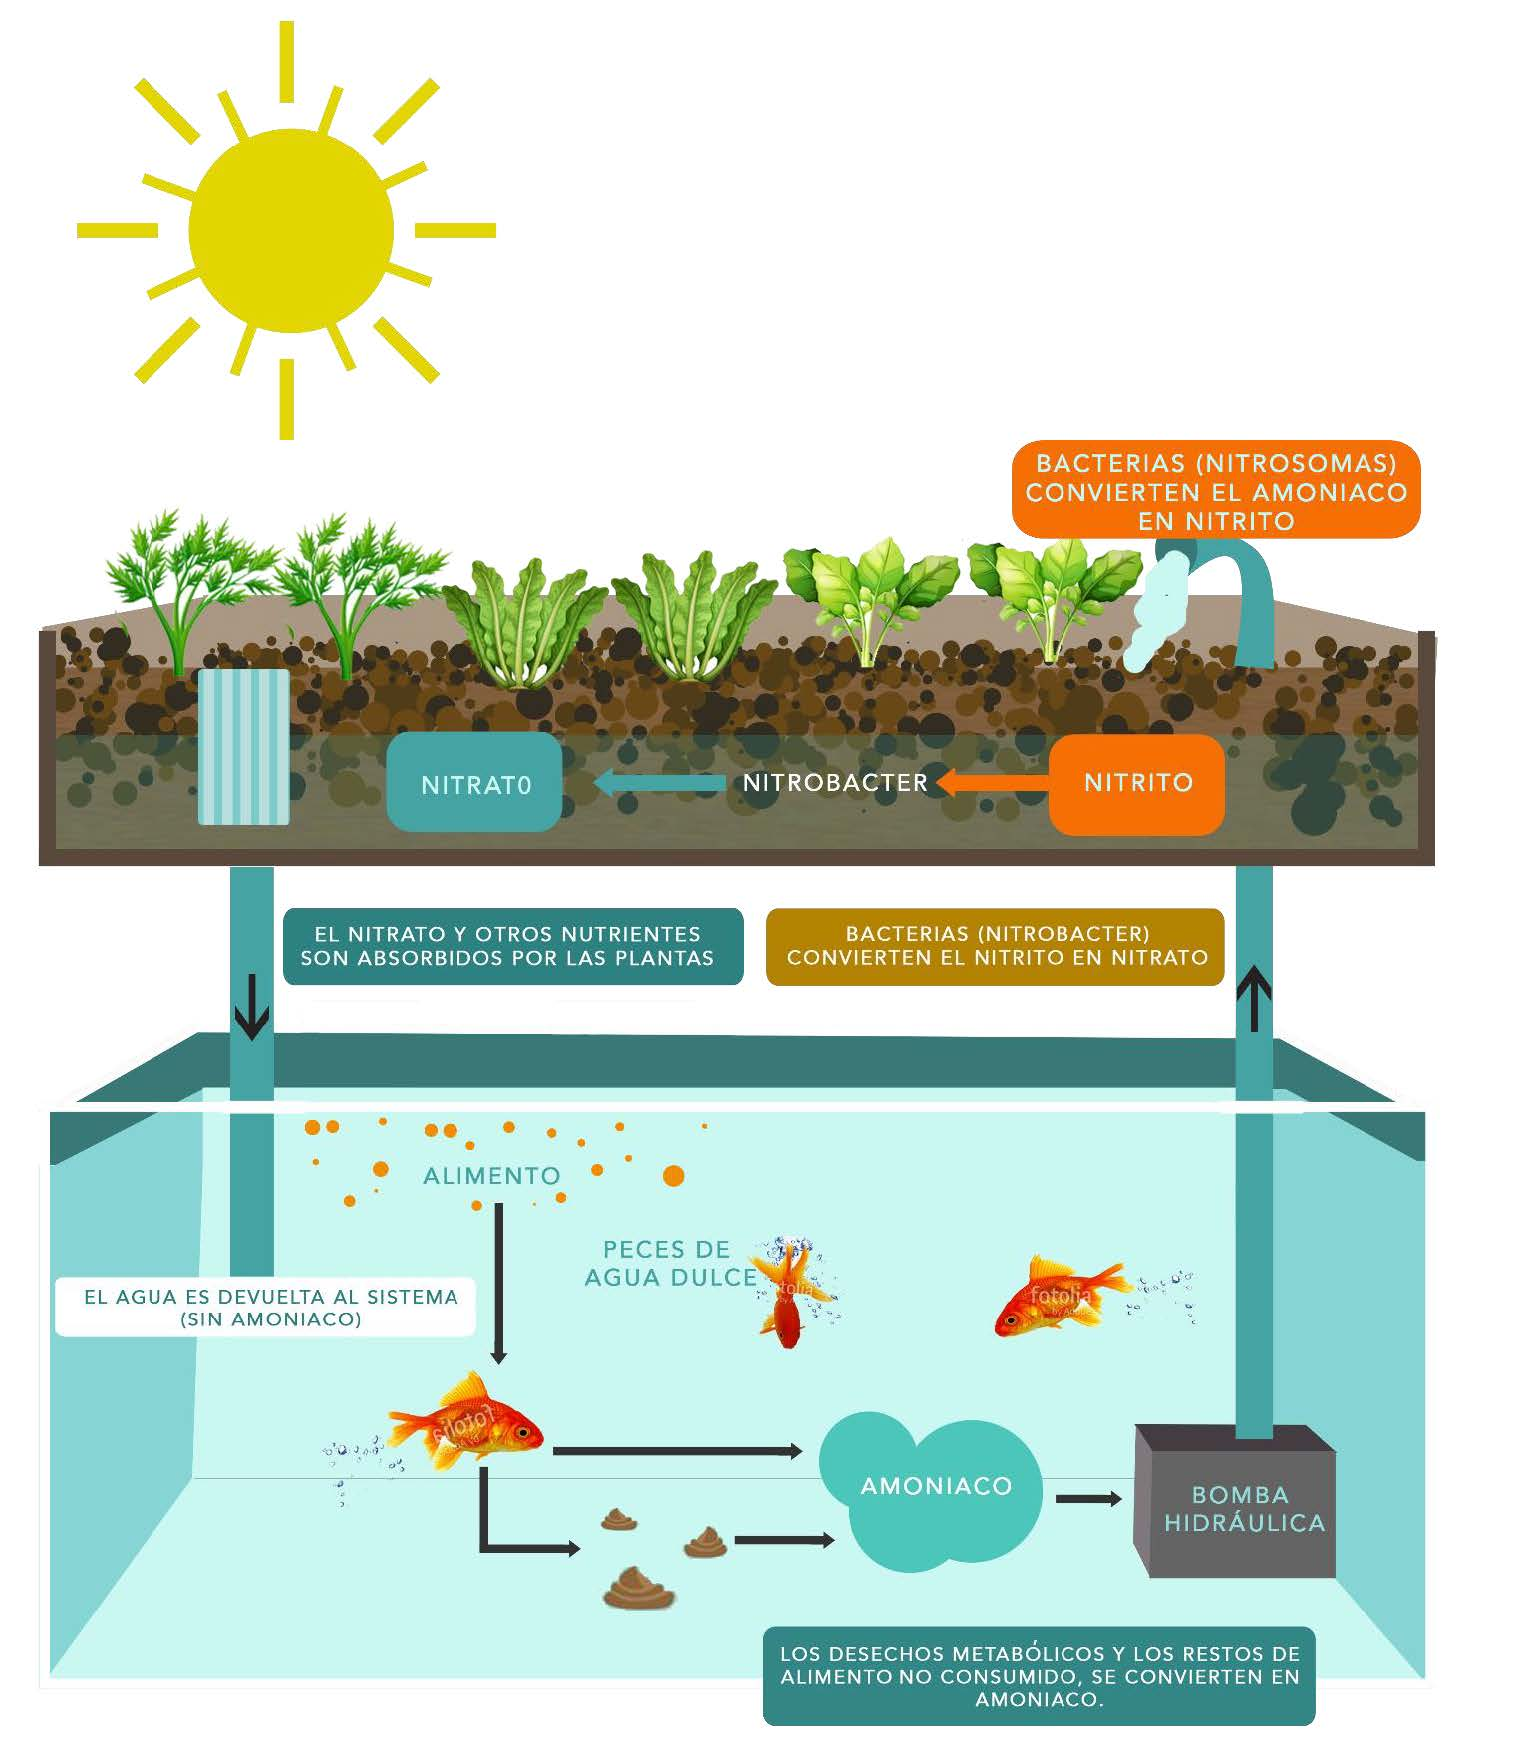 BACTERIAS (NITROSOMAS)
CONVIERTEN EL AMONIACO
EN NITRITO
NITRAT0
NITROBACTER
NITRITO
EL NITRATO Y OTROS NUTRIENTES
SON ABSORBIDOS POR LAS PLANTAS
BACTERIAS (NITROBACTER)
CONVIERTEN EL NITRITO EN NITRATO
ALIMENTO
PECES DE
AGUA DULCE
EL AGUA ES DEVUELTA AL SISTEMA
(SIN AMONIACO)
fotolia
fotolia
AMONIACO
BOMBA
HIDRÁULICA
LOS DESECHOS METABÓLICOS Y LOS RESTOS DE
ALIMENTO NO CONSUMIDO, SE CONVIERTEN EN
AMONIACO.